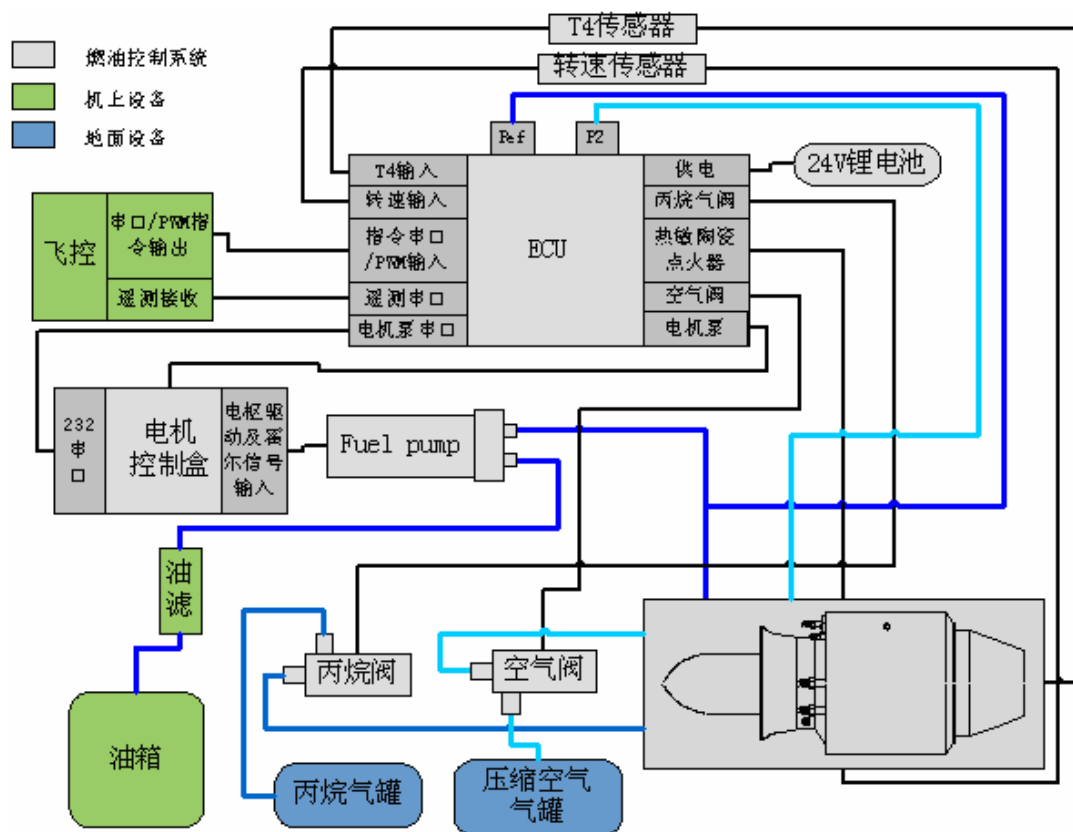 T4传感器
转速传感器
燃油控制系统
机上设备
地面设备
Ref
P2
T4输入
转速输入
指令串口
/PWM输入
遥测串口
电机泵串口
ECU
供电
丙烷气阀
热敏陶瓷
点火器
空气阀
电机泵
24V锂电池
飞控
串口/PWM指
令输出
遥测接收
232
串
口
电机
控制盒
电枢驱
动及霍
尔信号
输入
Fuel pump
油
滤
油箱
丙烷阀
空气阀
丙烷气罐
压缩空气
气罐